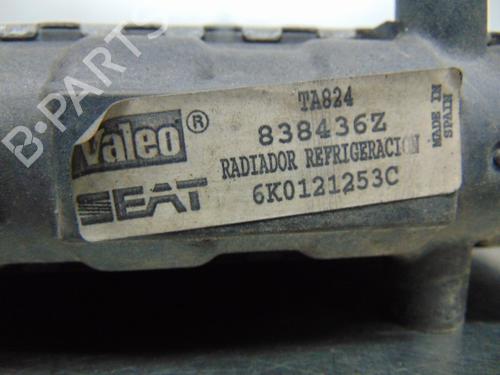 B-PARTS
TA824
Valeo®
838436Z
RADIADOR REFRIGERACION
SEAT
6K0121253C
MADE IN
SPAIN